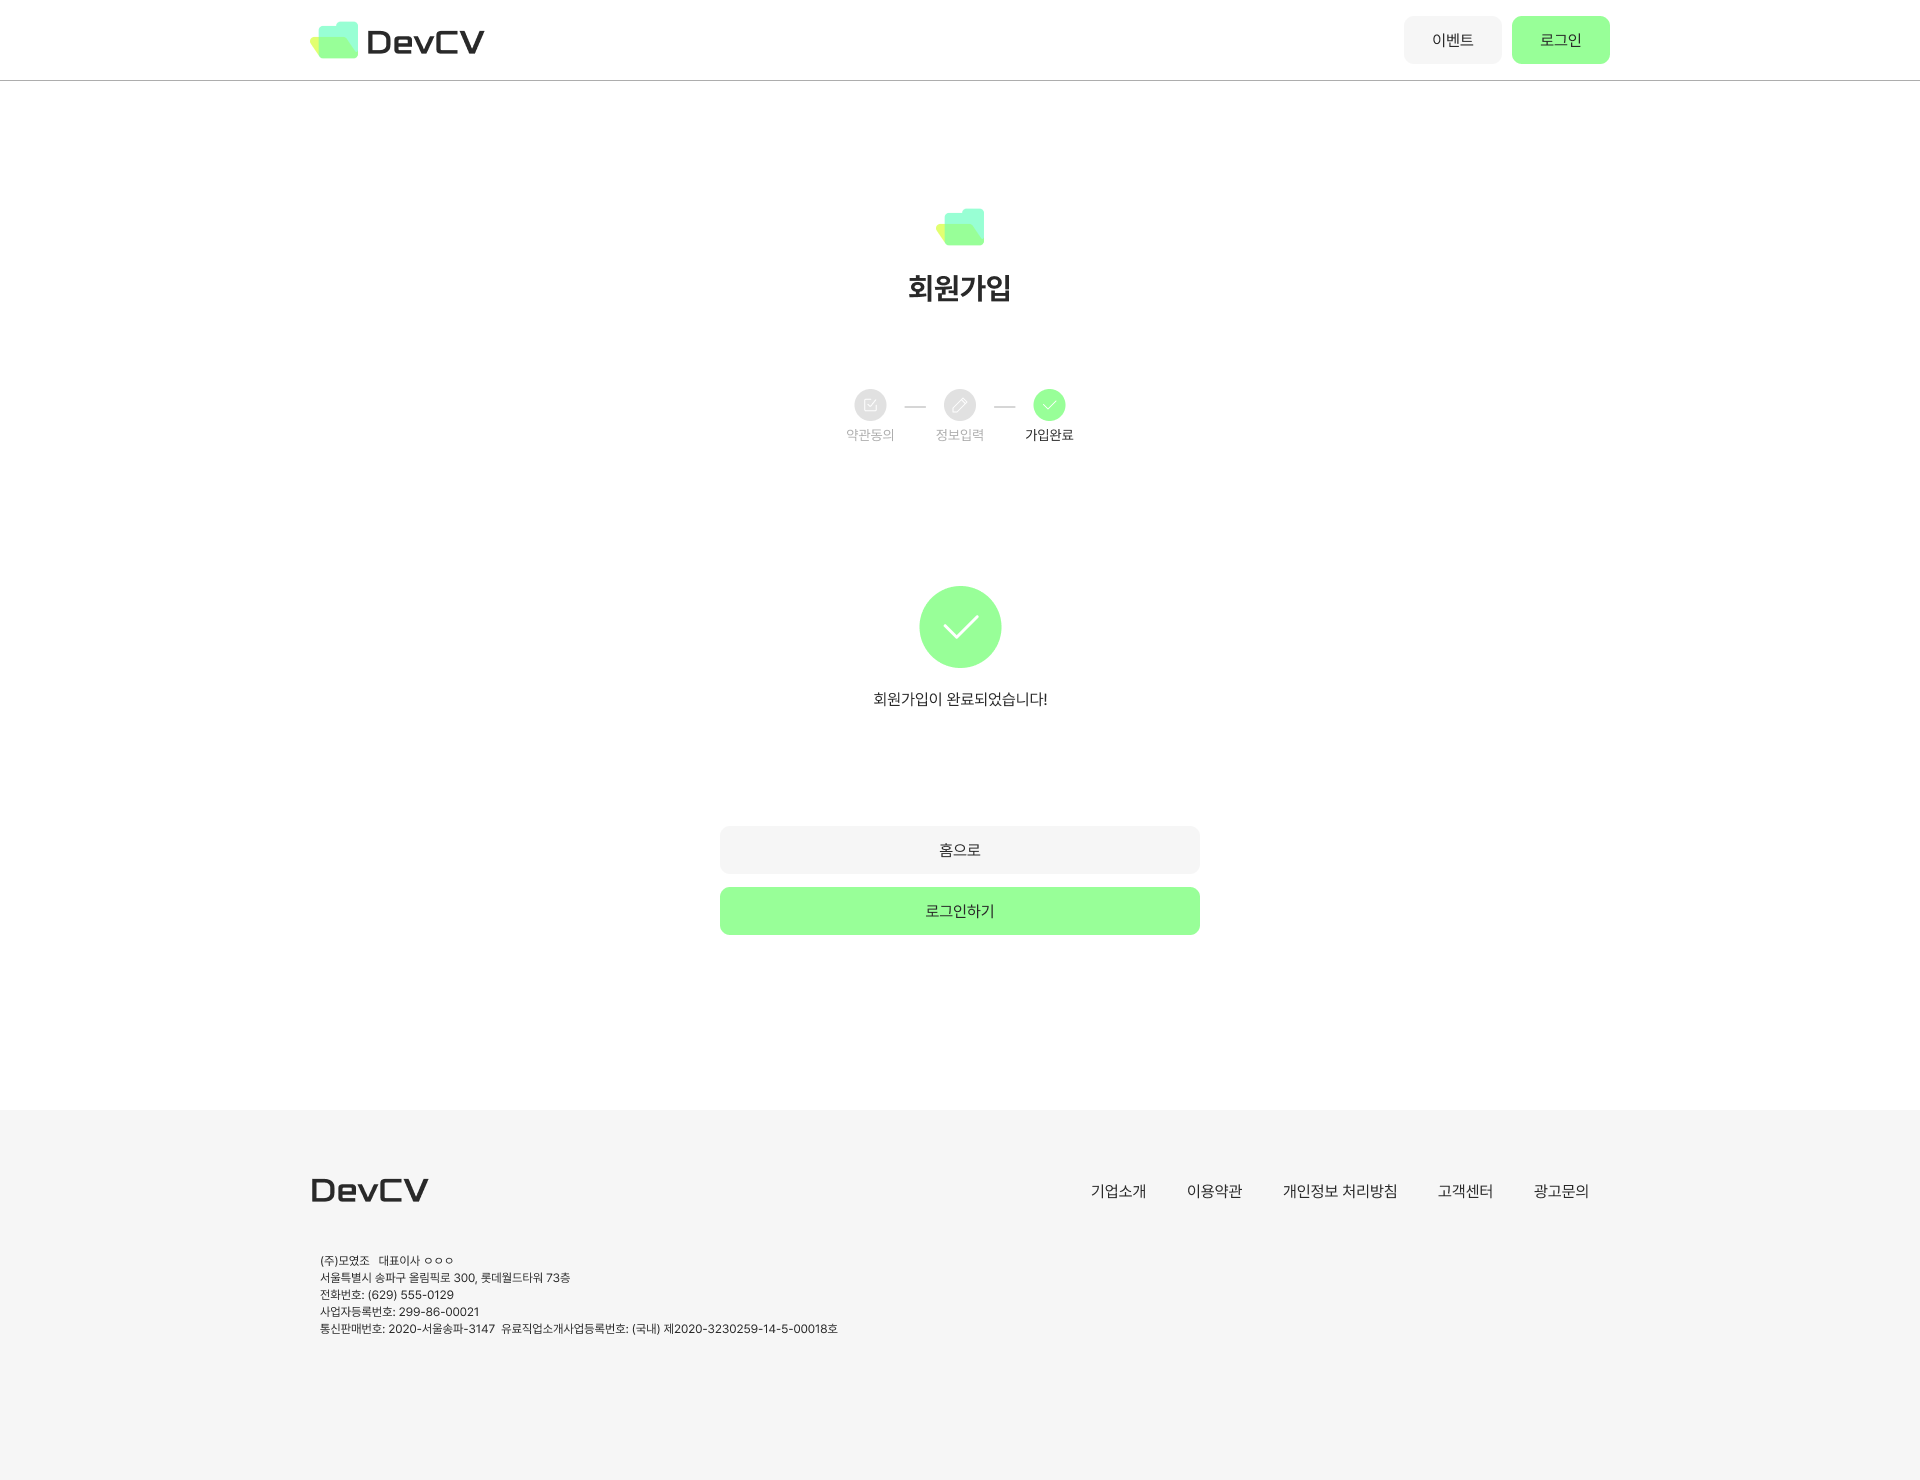 DevCV
이벤트
로그인
회원가입
약관동의
정보입력
가입완료
회원가입이 완료되었습니다!
홈으로
로그인하기
DevCV
기업소개 이용약관 개인정보 처리방침 고객센터 광고문의
(주)모였조 대표이사 ㅇㅇㅇ
서울특별시 송파구 올림픽로 300, 롯데월드타워 73층
전화번호: (629) 555-0129
사업자등록번호: 299-86-00021
통신판매번호: 2020-서울송파-3147 유료직업소개사업등록번호: (국내) 제2020-3230259-14-5-00018호